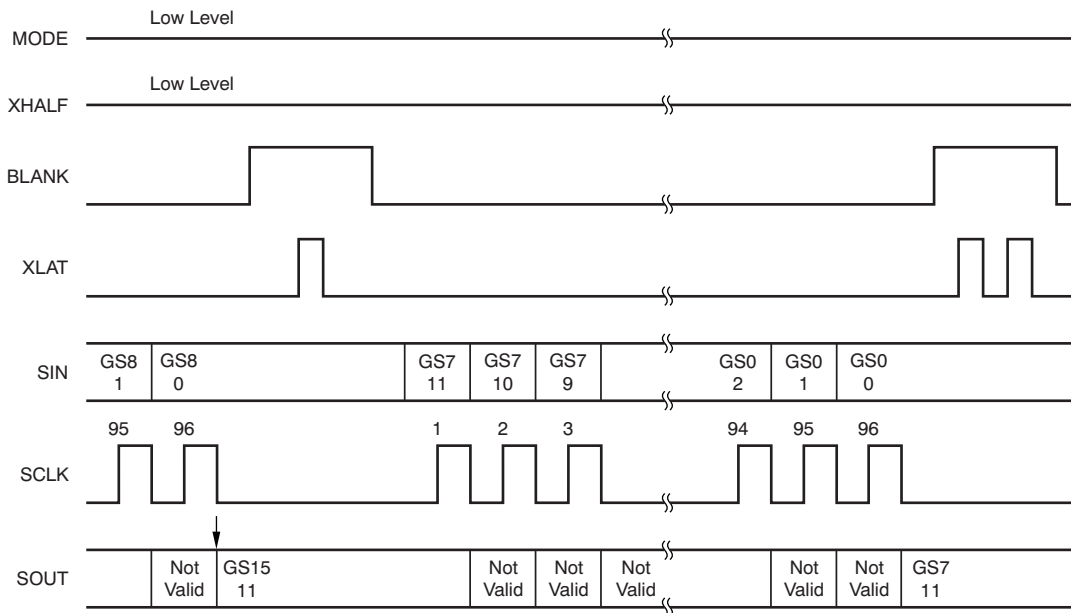 Low Level
MODE
Low Level
XHALF
BLANK
XLAT
SIN
GS8 1
GS8 0
GS7 11
GS7 10
GS7 9
GS0 2
GS0 1
GS0 0
SCLK
95 96 1 2 3 94 95 96
SOUT
Not Valid
GS15 11
Not Valid
Not Valid
Not Valid
Not Valid
Not Valid
GS7 11